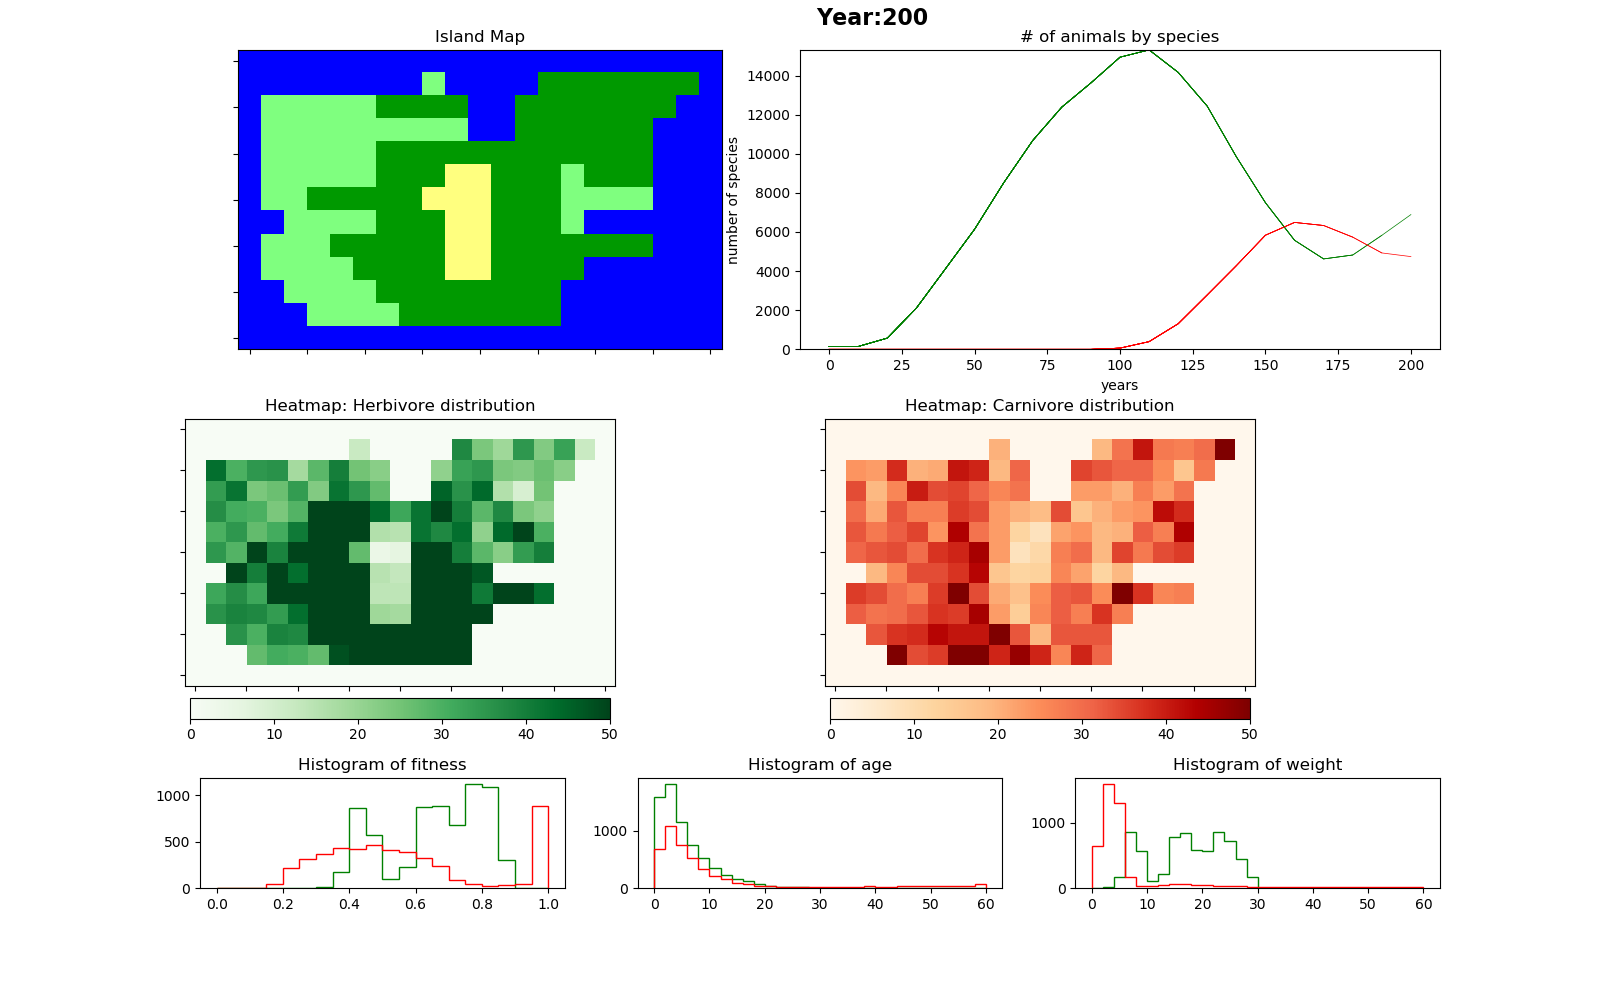 Year:200
Island Map
# of animals by species
number of species
14000
12000
10000
8000
6000
4000
2000
0
0 25 50 75 100 125 150 175 200
years
Heatmap: Herbivore distribution
Heatmap: Carnivore distribution
0 10 20 30 40 50
0 10 20 30 40 50
Histogram of fitness
1000
500
0
0.0 0.2 0.4 0.6 0.8 1.0
Histogram of age
1000
0
0 10 20 30 40 50 60
Histogram of weight
1000
0
0 10 20 30 40 50 60